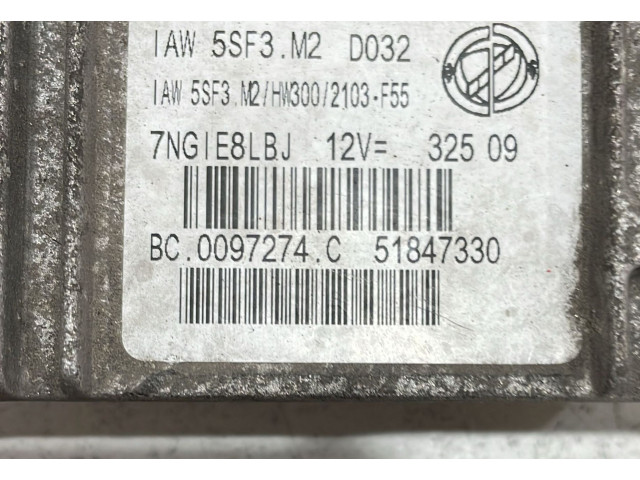 IAW 5SF3.M2 D032
IAW 5SF3.M2/HW300/2103-F55
7NGIE8LBJ 12V=. 325 09
BC.0097274.C 51847330